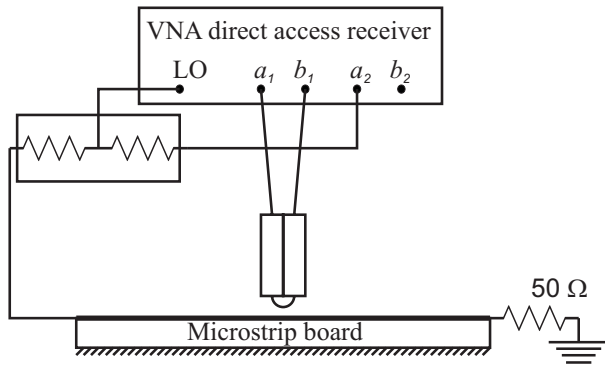 VNA direct access receiver
LO a₁ b₁ a₂ b₂
50 Ω
Microstrip board